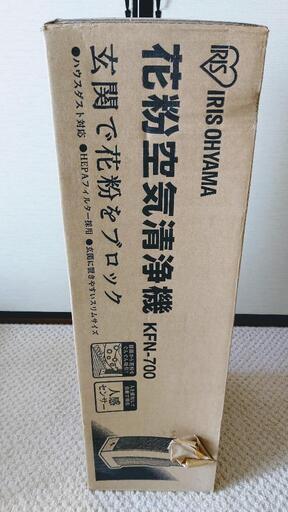 IRIS
IRIS OHYAMA
花粉空気清浄機 KFN-700
玄関で花粉をブロック
●ハウスダスト対応 ●HEPAフィルター採用 ●玄関に置きやすいスリムサイズ
人感
センサー